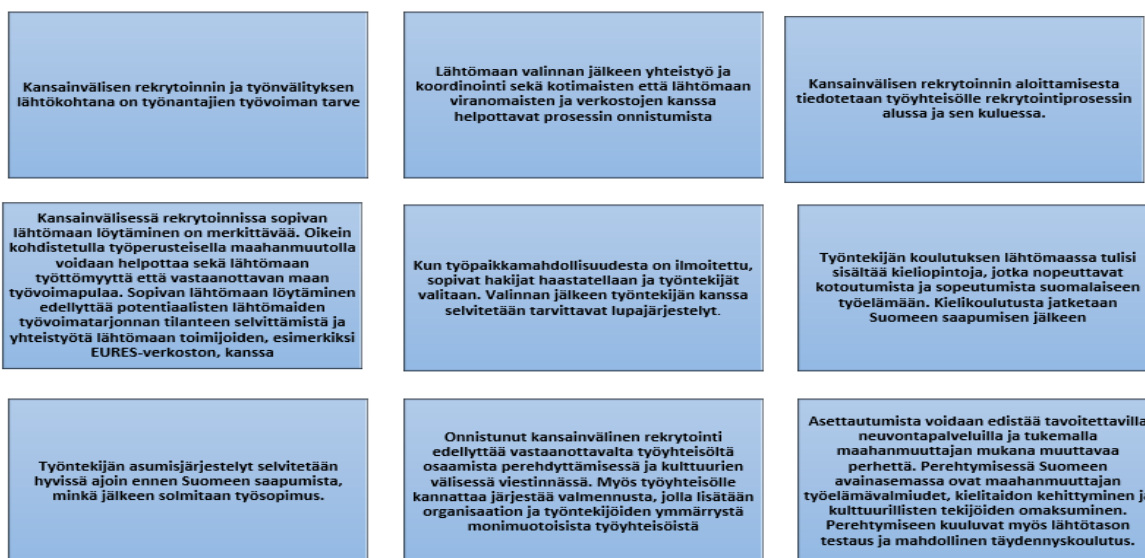 Kansainvälisen rekrytoinnin ja työnvälityksen
lähtökohtana on työnantajien työvoiman tarve
Lähtömaan valinnan jälkeen yhteistyö ja
koordinointi sekä kotimaisten että lähtömaan
viranomaisten ja verkostojen kanssa
helpottavat prosessin onnistumista
Kansainvälisen rekrytoinnin aloittamisesta
tiedotetaan työyhteisölle rekrytointiprosessin
alussa ja sen kuluessa.
Kansainvälisessä rekrytoinnissa sopivan
lähtömaan löytäminen on merkittävää. Oikein
kohdistetulla työperusteisella maahanmuutolla
voidaan helpottaa sekä lähtömaan
työttömyyttä että vastaanottavan maan
työvoimapulaa. Sopivan lähtömaan löytäminen
edellyttää potentiaalisten lähtömaiden
työvoimatarjonnan tilanteen selvittämistä ja
yhteistyötä lähtömaan toimijoiden, esimerkiksi
EURES-verkoston, kanssa
Kun työpaikkamahdollisuudesta on ilmoitettu,
sopivat hakijat haastatellaan ja työntekijät
valitaan. Valinnan jälkeen työntekijän kanssa
selvitetään tarvittavat lupajärjestelyt.
Työntekijän koulutuksen lähtömaassa tulisi
sisältää kieliopintoja, jotka nopeuttavat
kotoutumista ja sopeutumista suomalaiseen
työelämään. Kielikoulutusta jatketaan
Suomeen saapumisen jälkeen
Työntekijän asumisjärjestelyt selvitetään
hyvissä ajoin ennen Suomeen saapumista,
minkä jälkeen solmitaan työsopimus.
Onnistunut kansainvälinen rekrytointi
edellyttää vastaanottavalta työyhteisöltä
osaamista perehdyttämisessä ja kulttuurien
välisessä viestinnässä. Myös työyhteisölle
kannattaa järjestää valmennusta, jolla lisätään
organisaation ja työntekijöiden ymmärrystä
monimuotoisista työyhteisöistä
Asettautumista voidaan edistää tavoitettavilla
neuvontapalveluilla ja tukemalla
maahanmuuttajan mukana muuttavaa
perhettä. Perehtymisessä Suomeen
avainasemassa ovat maahanmuuttajan
työelämävalmiudet, kielitaidon kehittyminen ja
kulttuurillisten tekijöiden omaksuminen.
Perehtymiseen kuuluvat myös lähtötason
testaus ja mahdollinen täydennyskoulutus.